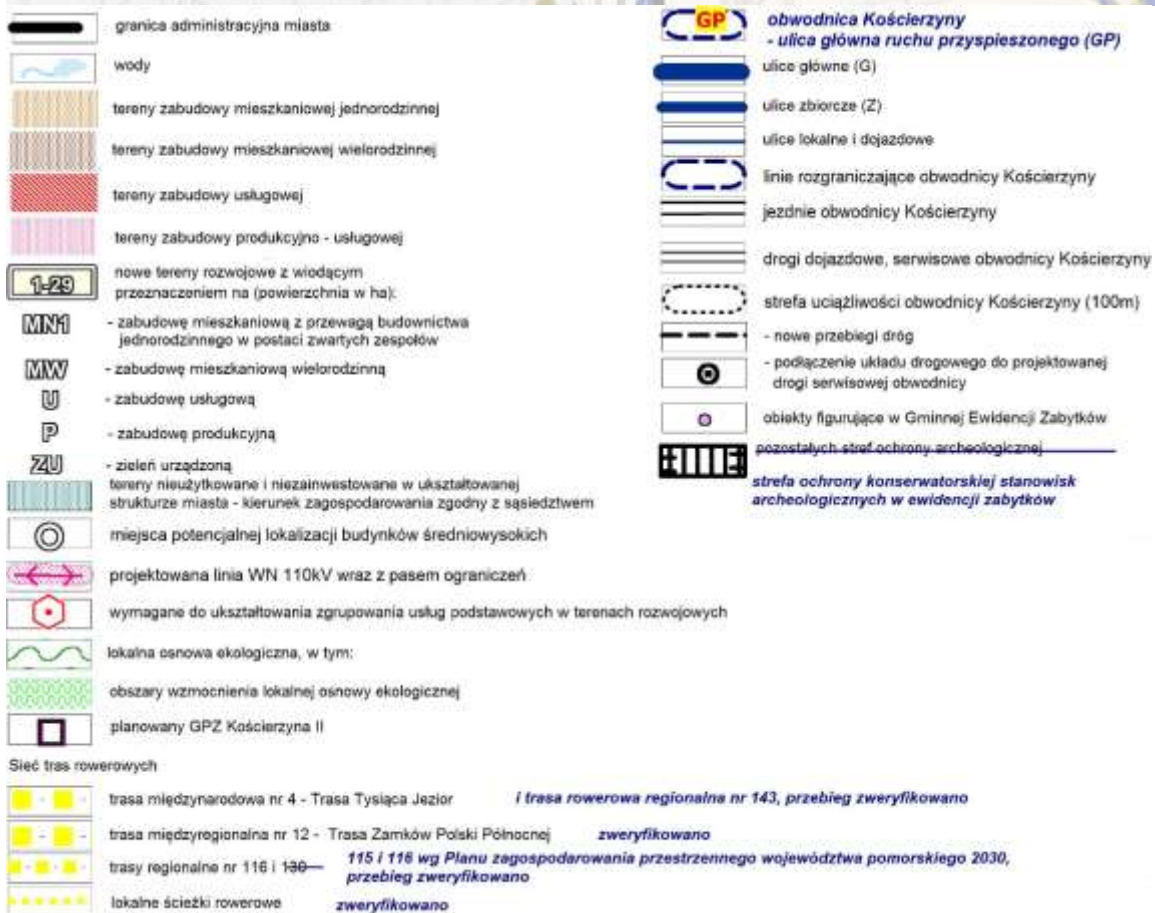 granica administracyjna miasta
wody
tereny zabudowy mieszkaniowej jednorodzinnej
tereny zabudowy mieszkaniowej wielorodzinnej
tereny zabudowy usługowej
tereny zabudowy produkcyjno - usługowej
1-29
nowe tereny rozwojowe z wiodącym
przeznaczeniem na (powierzchnia w ha):
MN1
- zabudowę mieszkaniową z przewagą budownictwa
jednorodzinnego w postaci zwartych zespołów
MW
- zabudowę mieszkaniową wielorodzinną
U
- zabudowę usługową
P
- zabudowę produkcyjną
ZU
- zieleń urządzoną
tereny nieużytkowane i niezainwestowane w ukształtowanej
strukturze miasta - kierunek zagospodarowania zgodny z sąsiedztwem
miejsca potencjalnej lokalizacji budynków średniowysokich
projektowana linia WN 110kV wraz z pasem ograniczeń
wymagane do ukształtowania zgrupowania usług podstawowych w terenach rozwojowych
lokalna osnowa ekologiczna, w tym:
obszary wzmocnienia lokalnej osnowy ekologicznej
planowany GPZ Kościerzyna II
GP
obwodnica Kościerzyny
- ulica główna ruchu przyspieszonego (GP)
ulice główne (G)
ulice zbiorcze (Z)
ulice lokalne i dojazdowe
linie rozgraniczające obwodnicy Kościerzyny
jezdnie obwodnicy Kościerzyny
drogi dojazdowe, serwisowe obwodnicy Kościerzyny
strefa uciążliwości obwodnicy Kościerzyny (100m)
- nowe przebiegi dróg
- podłączenie układu drogowego do projektowanej
drogi serwisowej obwodnicy
obiekty figurujące w Gminnej Ewidencji Zabytków
pozostałych stref ochrony archeologicznej
strefa ochrony konserwatorskiej stanowisk
archeologicznych w ewidencji zabytków
Sieć tras rowerowych
trasa międzynarodowa nr 4 - Trasa Tysiąca Jezior i trasa rowerowa regionalna nr 143, przebieg zweryfikowano
trasa międzyregionalna nr 12 - Trasa Zamków Polski Północnej zweryfikowano
trasy regionalne nr 116 i 130 115 i 116 wg Planu zagospodarowania przestrzennego województwa pomorskiego 2030,
przebieg zweryfikowano
lokalne ścieżki rowerowe zweryfikowano